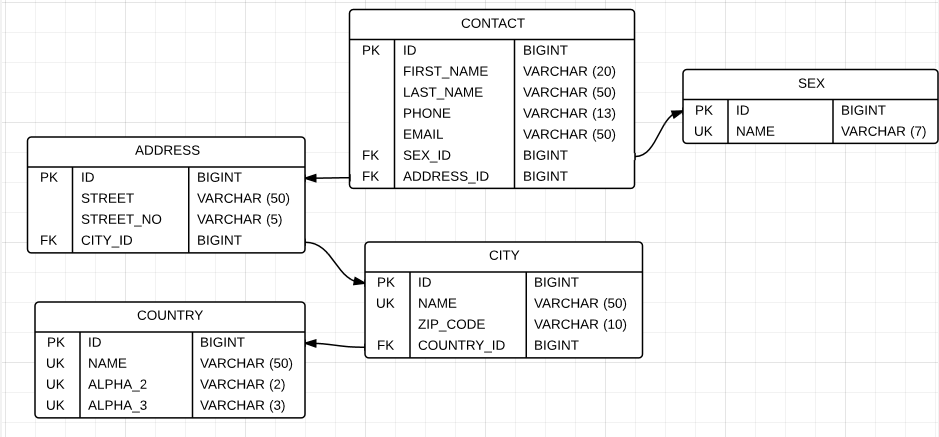 CONTACT
PK ID BIGINT
FIRST_NAME VARCHAR (20)
LAST_NAME VARCHAR (50)
PHONE VARCHAR (13)
EMAIL VARCHAR (50)
FK SEX_ID BIGINT
FK ADDRESS_ID BIGINT
SEX
PK ID BIGINT
UK NAME VARCHAR (7)
ADDRESS
PK ID BIGINT
STREET VARCHAR (50)
STREET_NO VARCHAR (5)
FK CITY_ID BIGINT
CITY
PK ID BIGINT
UK NAME VARCHAR (50)
ZIP_CODE VARCHAR (10)
FK COUNTRY_ID BIGINT
COUNTRY
PK ID BIGINT
UK NAME VARCHAR (50)
UK ALPHA_2 VARCHAR (2)
UK ALPHA_3 VARCHAR (3)